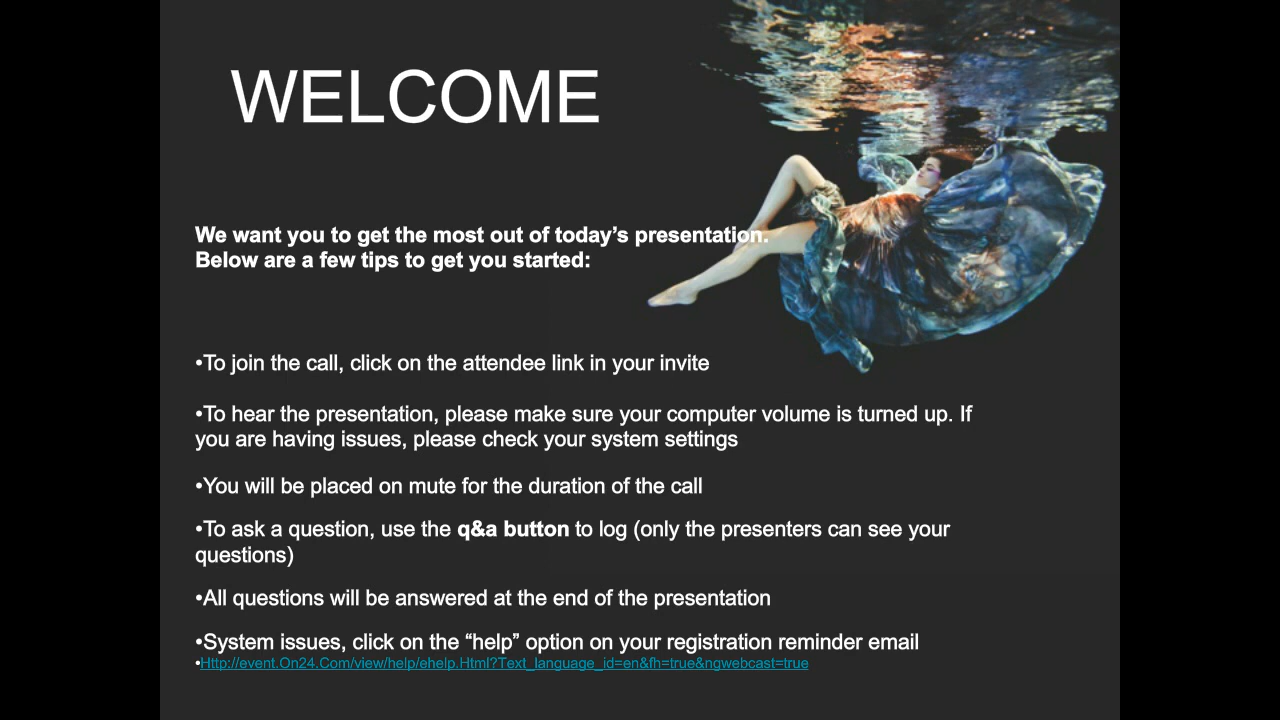 WELCOME
We want you to get the most out of today’s presentation.
Below are a few tips to get you started:
•To join the call, click on the attendee link in your invite
•To hear the presentation, please make sure your computer volume is turned up. If
you are having issues, please check your system settings
•You will be placed on mute for the duration of the call
•To ask a question, use the q&a button to log (only the presenters can see your
questions)
•All questions will be answered at the end of the presentation
•System issues, click on the “help” option on your registration reminder email
•Http://event.On24.Com/view/help/ehelp.Html?Text_language_id=en&fh=true&ngwebcast=true